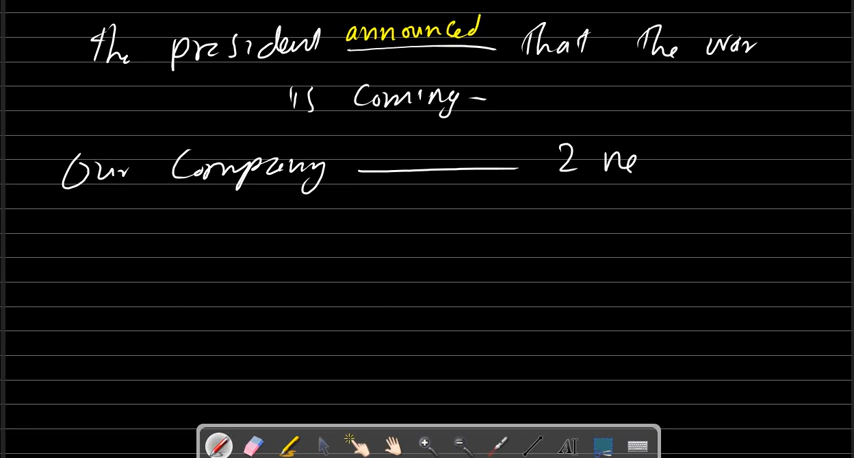 The president announced that the war
is coming-
Our Company ______ 2 ne